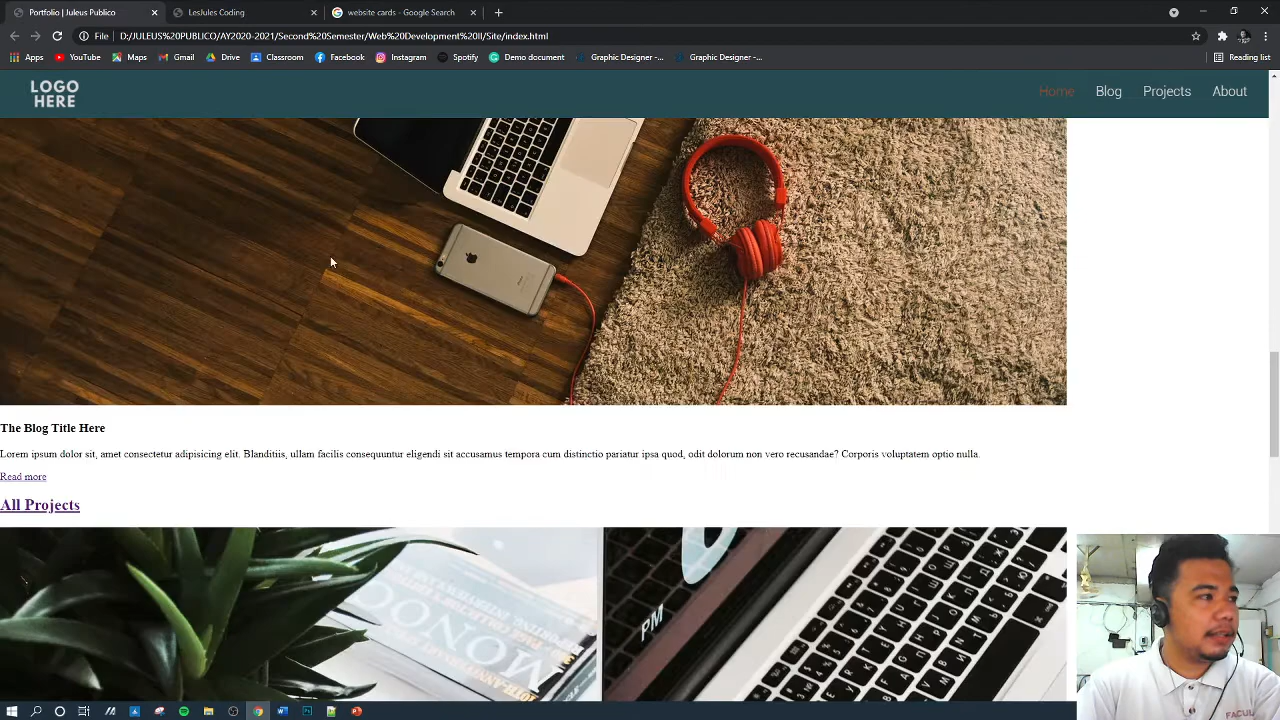 Portfolio | Juleus Publico
LesJules Coding
website cards - Google Search
File
D:/JULEUS%20PUBLICO/AY2020-2021/Second%20Semester/Web%20Development%20II/Site/index.html
Apps
YouTube
Maps
Gmail
Drive
Classroom
Facebook
Instagram
Spotify
Demo document
Graphic Designer -...
Graphic Designer -...
Reading list
LOGO
HERE
Home
Blog
Projects
About
The Blog Title Here
Lorem ipsum dolor sit, amet consectetur adipisicing elit. Blanditiis, ullam facilis consequuntur eligendi sit accusamus tempora cum distinctio pariatur ipsa quod, odit dolorum non vero recusandae? Corporis voluptatem optio nulla.
Read more
All Projects
PM
FACUL